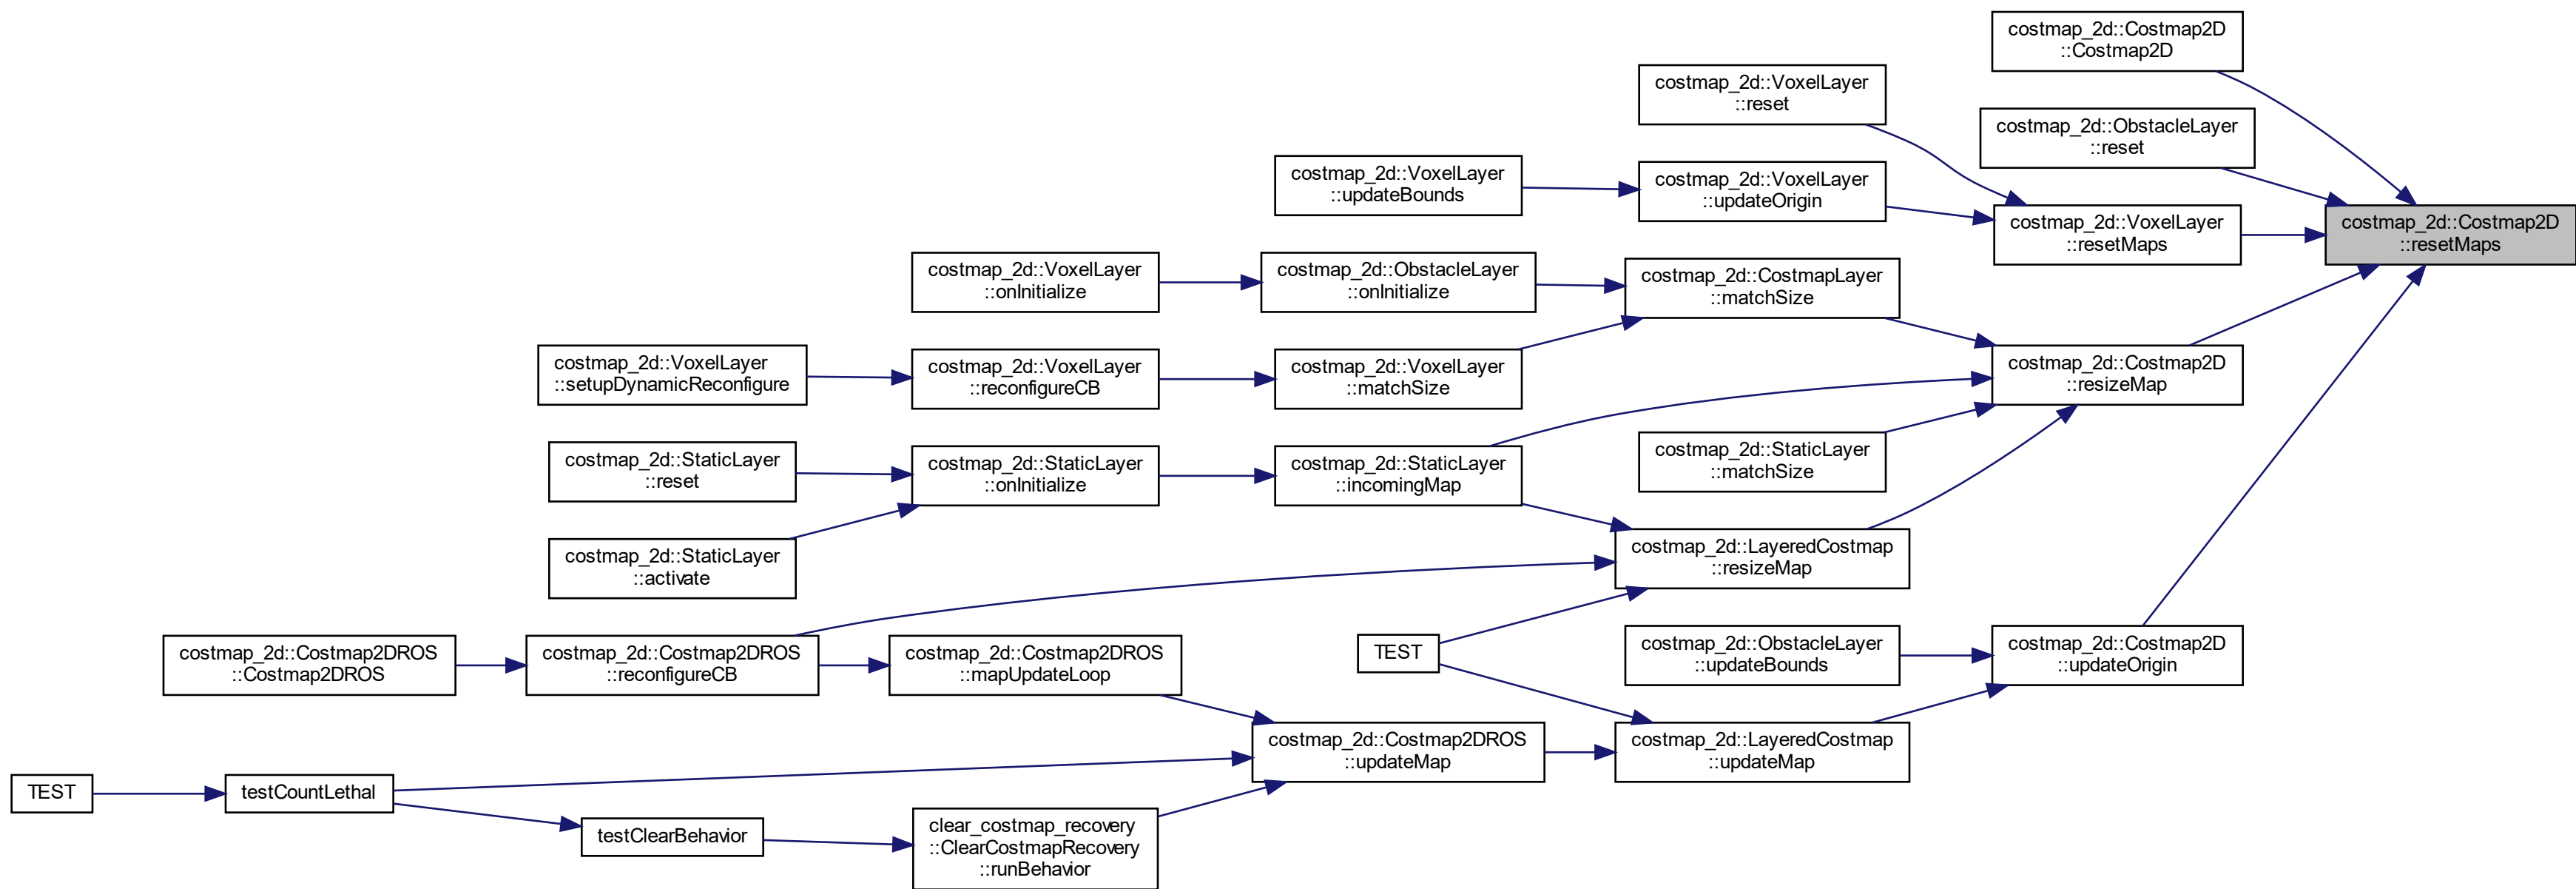 costmap_2d::Costmap2D
::Costmap2D
costmap_2d::VoxelLayer
::reset
costmap_2d::ObstacleLayer
::reset
costmap_2d::VoxelLayer
::updateBounds
costmap_2d::VoxelLayer
::updateOrigin
costmap_2d::VoxelLayer
::resetMaps
costmap_2d::Costmap2D
::resetMaps
costmap_2d::VoxelLayer
::onInitialize
costmap_2d::ObstacleLayer
::onInitialize
costmap_2d::CostmapLayer
::matchSize
costmap_2d::VoxelLayer
::setupDynamicReconfigure
costmap_2d::VoxelLayer
::reconfigureCB
costmap_2d::VoxelLayer
::matchSize
costmap_2d::Costmap2D
::resizeMap
costmap_2d::StaticLayer
::reset
costmap_2d::StaticLayer
::onInitialize
costmap_2d::StaticLayer
::incomingMap
costmap_2d::StaticLayer
::matchSize
costmap_2d::StaticLayer
::activate
costmap_2d::LayeredCostmap
::resizeMap
costmap_2d::Costmap2DROS
::Costmap2DROS
costmap_2d::Costmap2DROS
::reconfigureCB
costmap_2d::Costmap2DROS
::mapUpdateLoop
TEST
costmap_2d::ObstacleLayer
::updateBounds
costmap_2d::Costmap2D
::updateOrigin
costmap_2d::Costmap2DROS
::updateMap
costmap_2d::LayeredCostmap
::updateMap
TEST
testCountLethal
testClearBehavior
clear_costmap_recovery
::ClearCostmapRecovery
::runBehavior